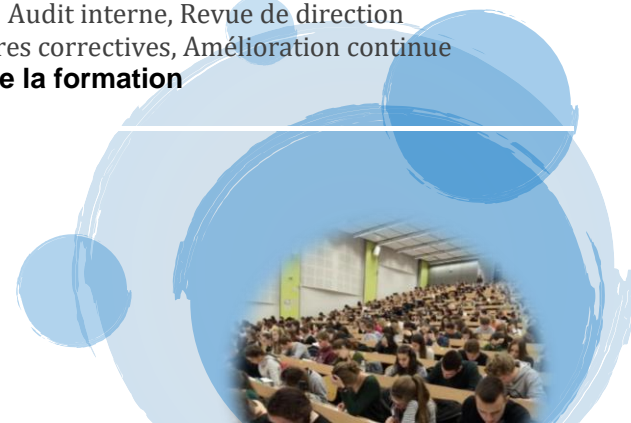 Audit interne, Revue de direction
res correctives, Amélioration continue
e la formation